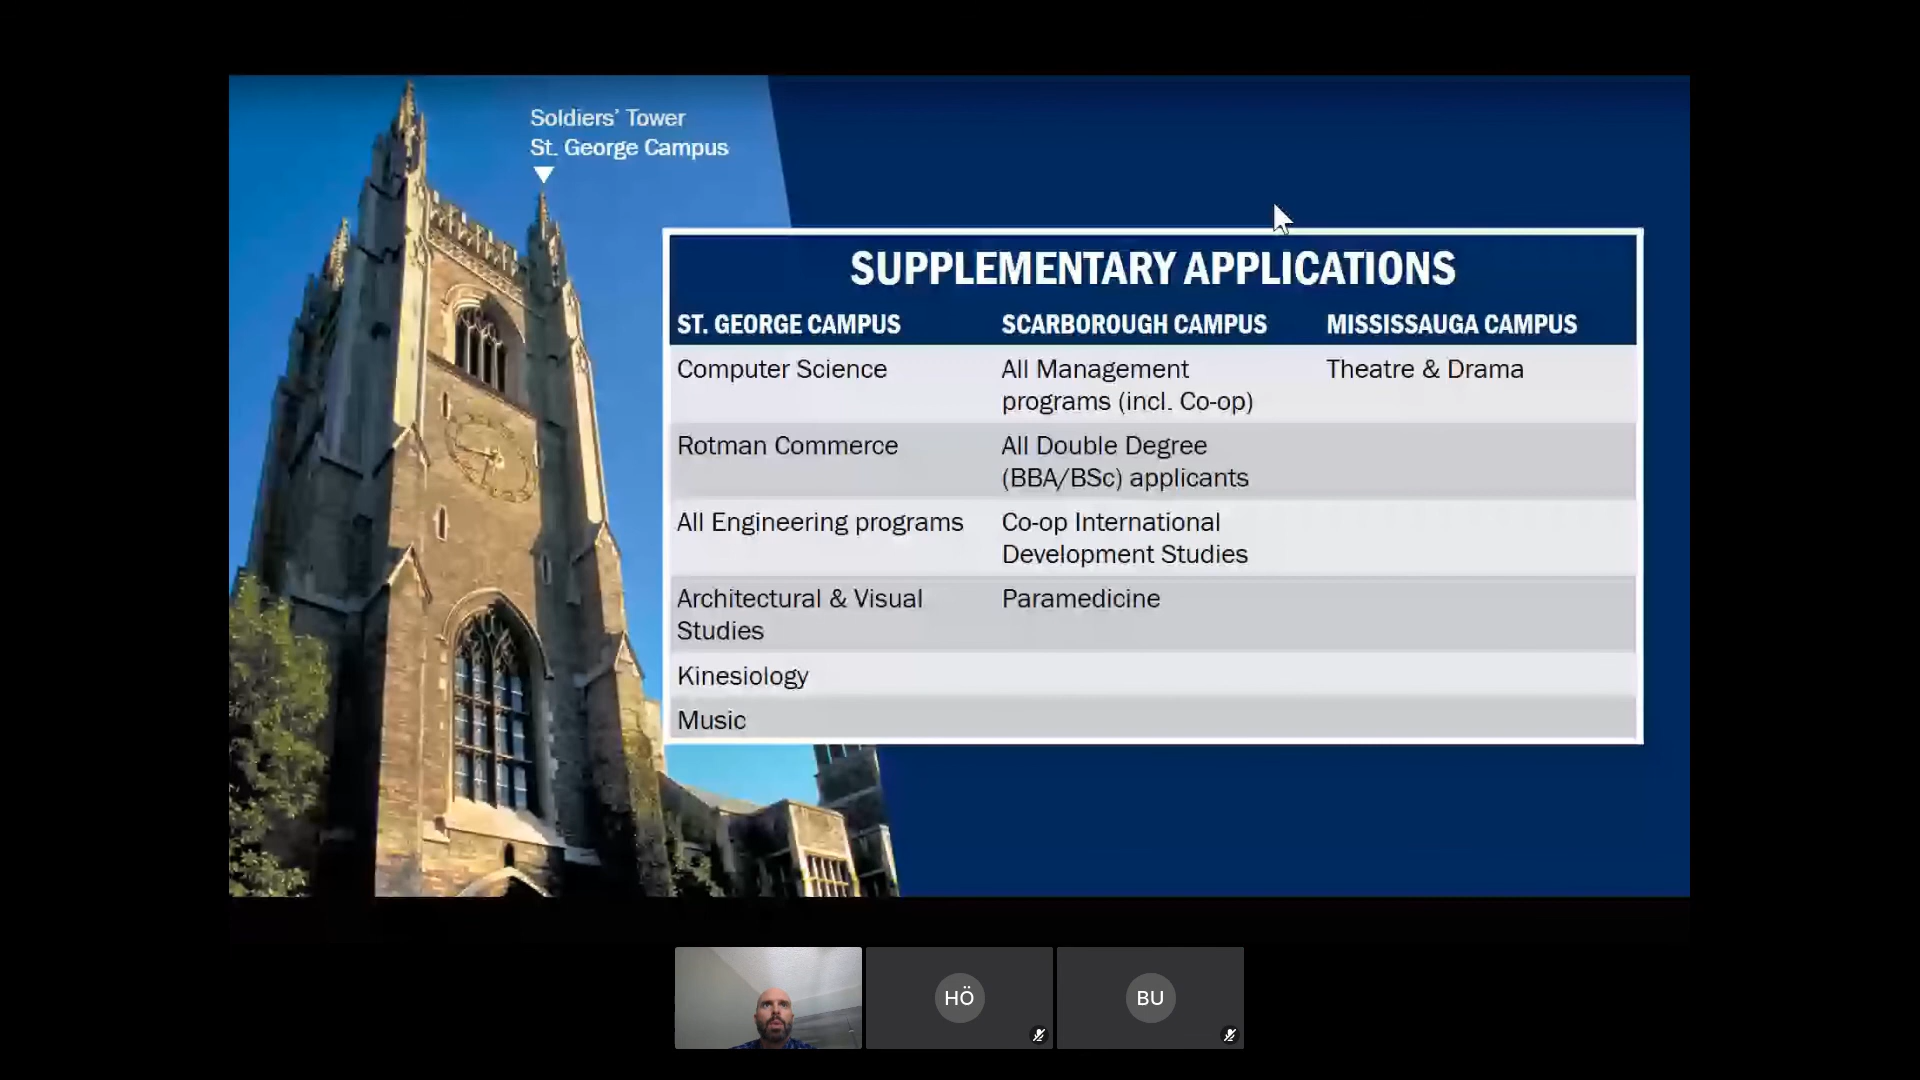 Soldiers' Tower
St. George Campus
SUPPLEMENTARY APPLICATIONS
ST. GEORGE CAMPUS
SCARBOROUGH CAMPUS
MISSISSAUGA CAMPUS
Computer Science
All Management
programs (incl. Co-op)
Theatre & Drama
Rotman Commerce
All Double Degree
(BBA/BSc) applicants
All Engineering programs
Co-op International
Development Studies
Architectural & Visual
Studies
Paramedicine
Kinesiology
Music
HÖ
BU